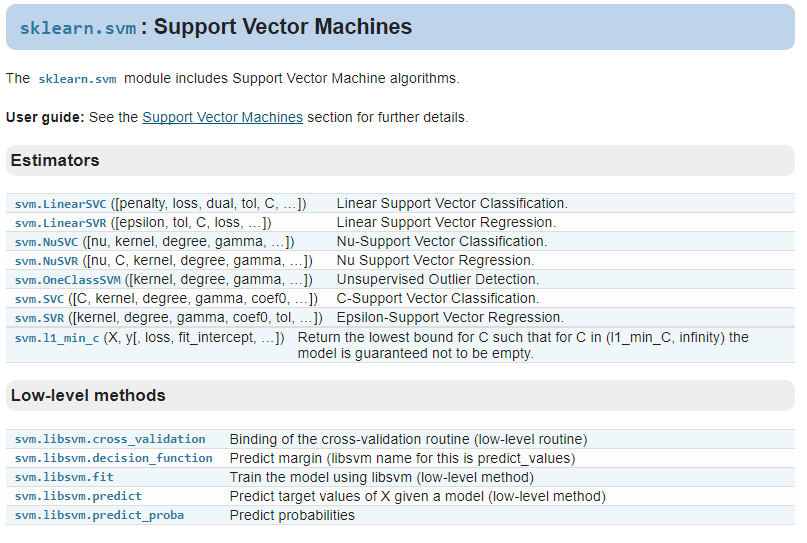 sklearn.svm: Support Vector Machines
The sklearn.svm module includes Support Vector Machine algorithms.
User guide: See the Support Vector Machines section for further details.
Estimators
svm.LinearSVC ([penalty, loss, dual, tol, C, …]) Linear Support Vector Classification.
svm.LinearSVR ([epsilon, tol, C, loss, …]) Linear Support Vector Regression.
svm.NuSVC ([nu, kernel, degree, gamma, …]) Nu-Support Vector Classification.
svm.NuSVR ([nu, C, kernel, degree, gamma, …]) Nu Support Vector Regression.
svm.OneClassSVM ([kernel, degree, gamma, …]) Unsupervised Outlier Detection.
svm.SVC ([C, kernel, degree, gamma, coef0, …]) C-Support Vector Classification.
svm.SVR ([kernel, degree, gamma, coef0, tol, …]) Epsilon-Support Vector Regression.
svm.l1_min_c (X, y[, loss, fit_intercept, …]) Return the lowest bound for C such that for C in (l1_min_C, infinity) the
model is guaranteed not to be empty.
Low-level methods
svm.libsvm.cross_validation Binding of the cross-validation routine (low-level routine)
svm.libsvm.decision_function Predict margin (libsvm name for this is predict_values)
svm.libsvm.fit Train the model using libsvm (low-level method)
svm.libsvm.predict Predict target values of X given a model (low-level method)
svm.libsvm.predict_proba Predict probabilities